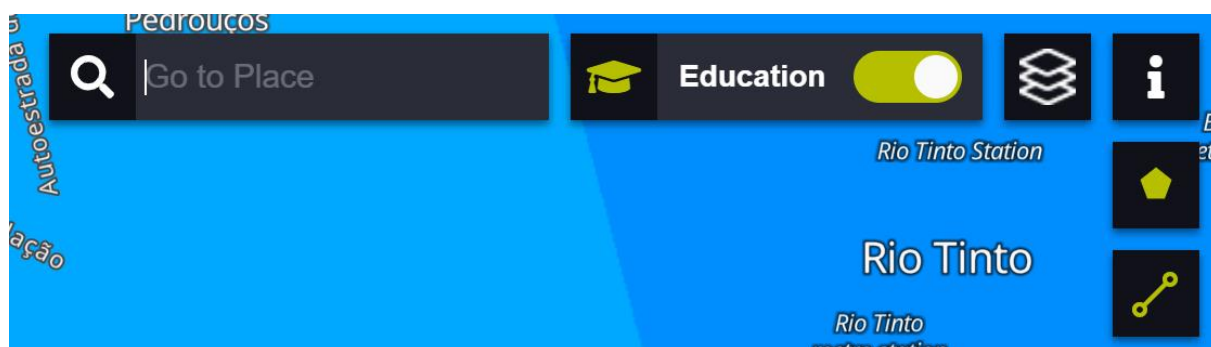 Pedrouços
Go to Place
Education
Autoestrada
Rio Tinto Station
Rio Tinto
Rio Tinto